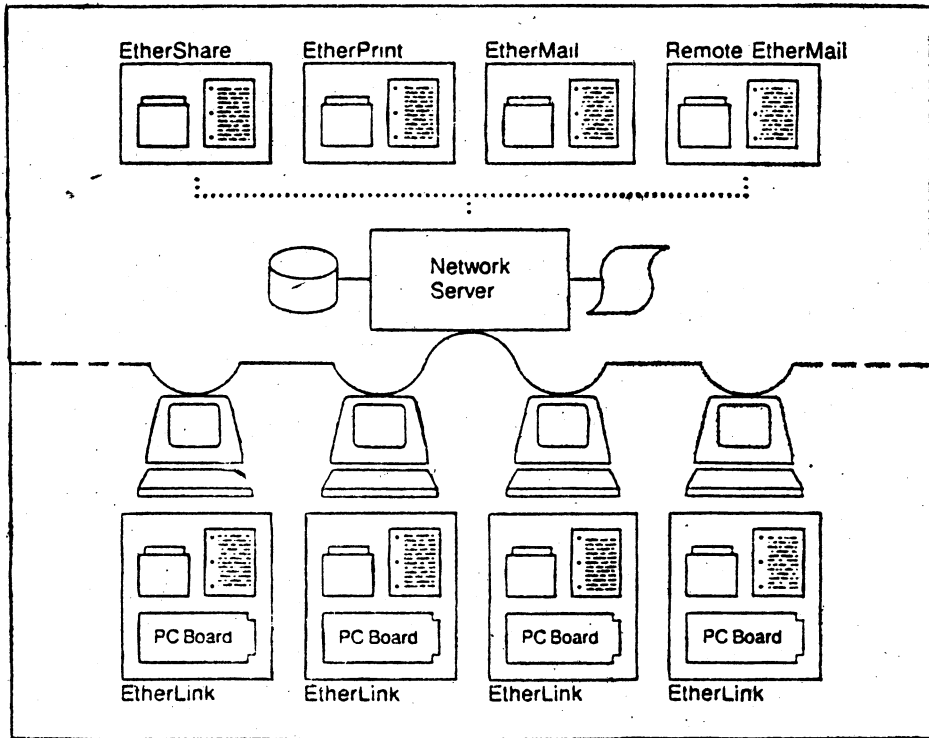 EtherShare
EtherPrint
EtherMail
Remote EtherMail
Network
Server
PC Board
PC Board
PC Board
PC Board
EtherLink
EtherLink
EtherLink
EtherLink